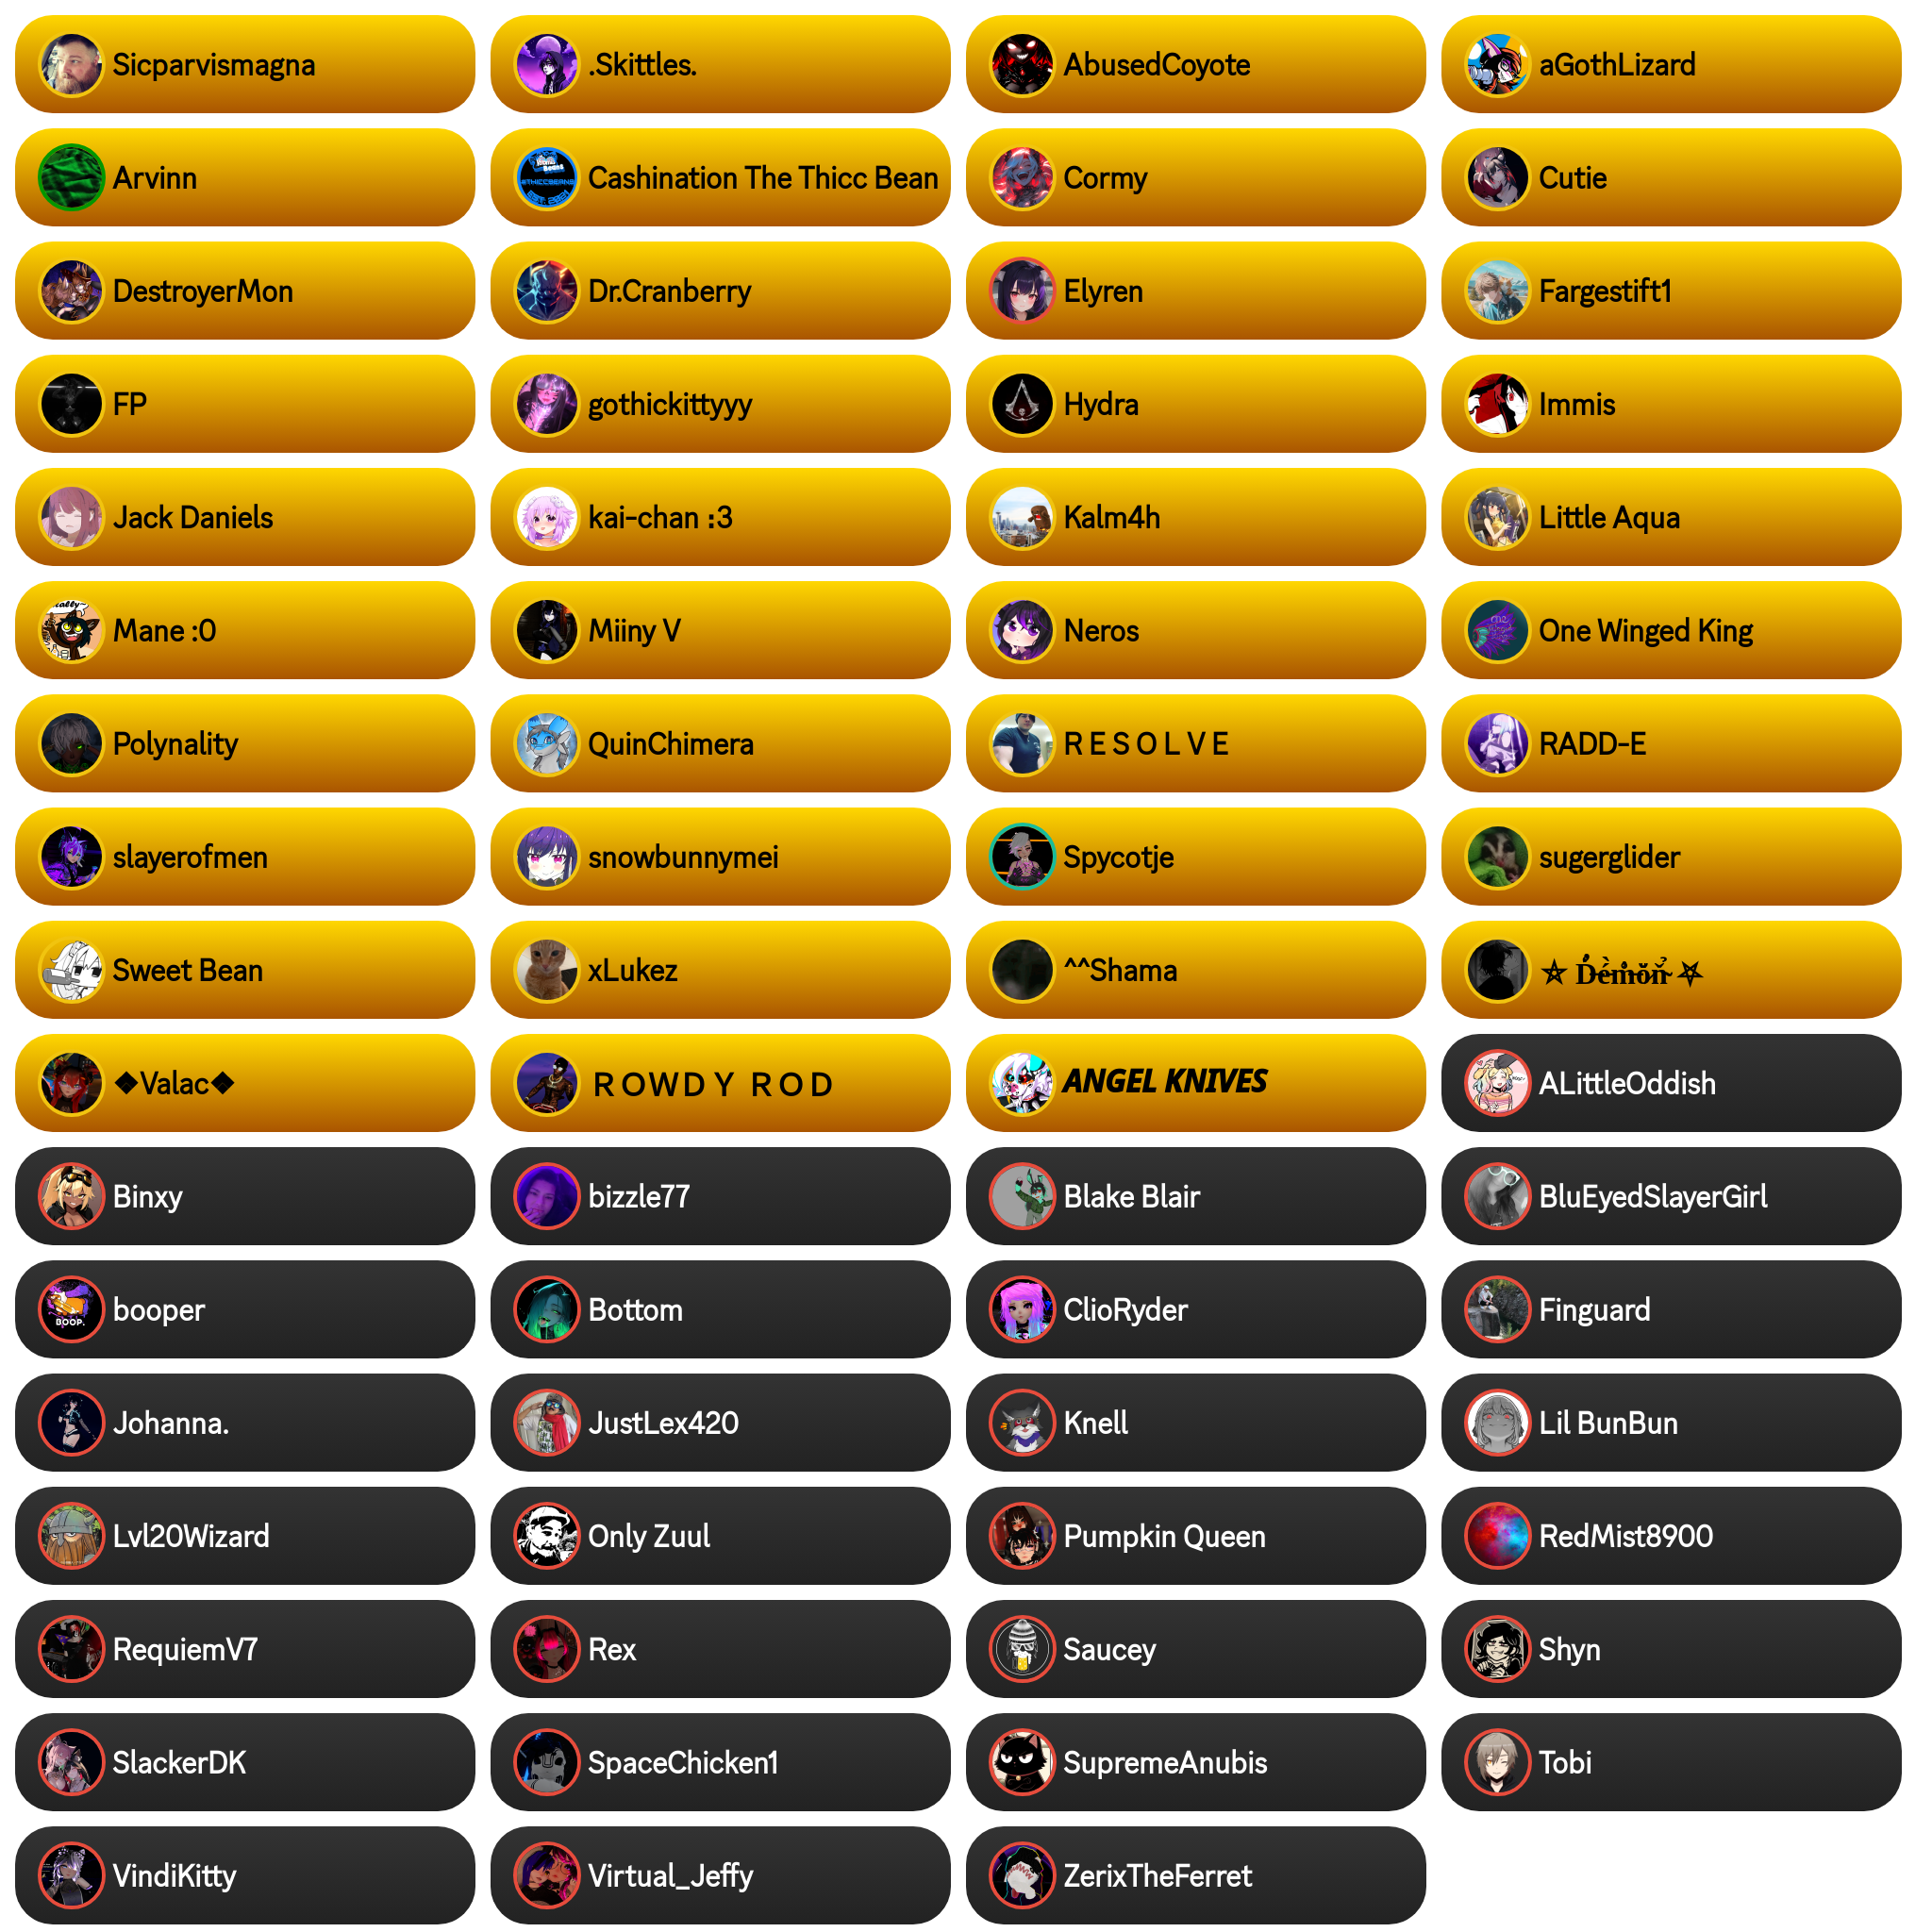 Sicparvismagna
.Skittles.
AbusedCoyote
aGothLizard
Arvinn
Cashination The Thicc Bean
Cormy
Cutie
DestroyerMon
Dr.Cranberry
Elyren
Fargestift1
FP
gothickittyyy
Hydra
Immis
Jack Daniels
kai-chan :3
Kalm4h
Little Aqua
Mane :0
Miiny V
Neros
One Winged King
Polynality
QuinChimera
R E S O L V E
RADD-E
slayerofmen
snowbunnymei
Spycotje
sugerglider
Sweet Bean
xLukez
^^Shama
⛤ D̴́ḕ̴m̴̊ŏ̴n̴̉ ⛧
❖Valac❖
ＲＯＷＤＹ ＲＯＤ
ANGEL KNIVES
ALittleOddish
Binxy
bizzle77
Blake Blair
BluEyedSlayerGirl
booper
BOOP.
Bottom
ClioRyder
Finguard
Johanna.
JustLex420
Knell
Lil BunBun
Lvl20Wizard
Only Zuul
Pumpkin Queen
RedMist8900
RequiemV7
Rex
Saucey
Shyn
SlackerDK
SpaceChicken1
SupremeAnubis
Tobi
VindiKitty
Virtual_Jeffy
ZerixTheFerret